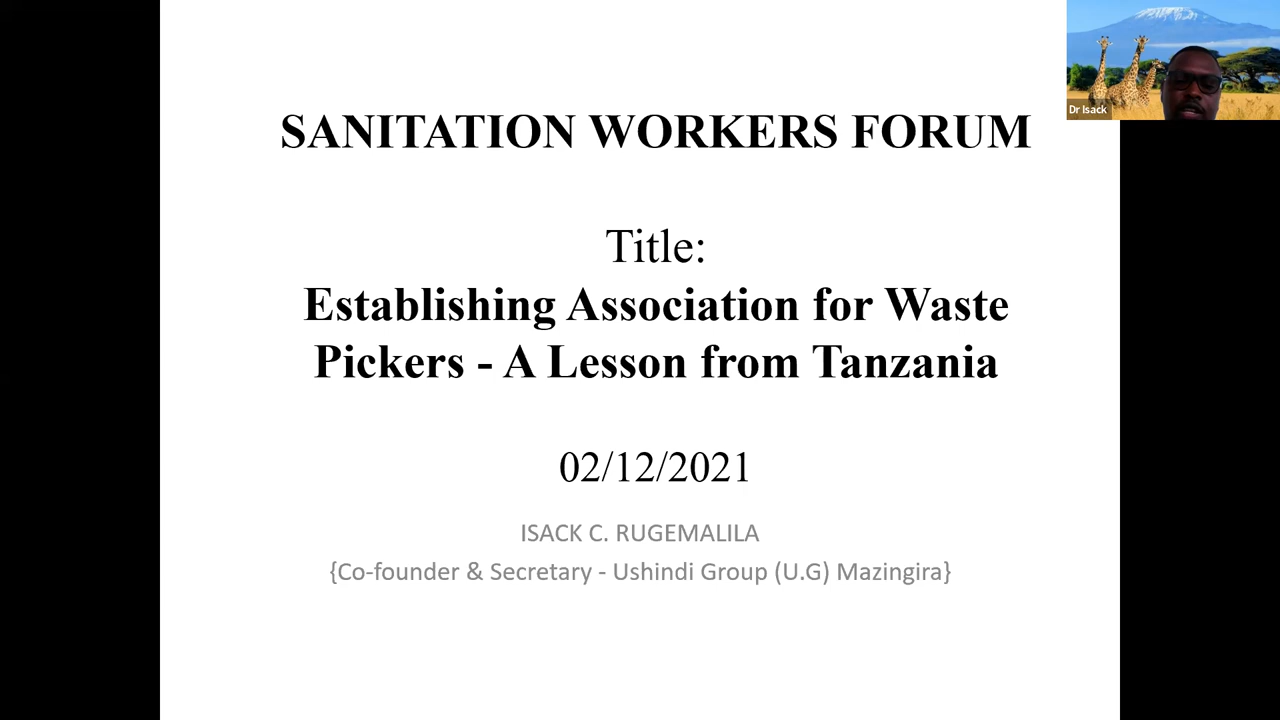 SANITATION WORKERS FORUM
Title:
Establishing Association for Waste
Pickers - A Lesson from Tanzania
02/12/2021
ISACK C. RUGEMALILA
{Co-founder & Secretary - Ushindi Group (U.G) Mazingira}
Dr Isack